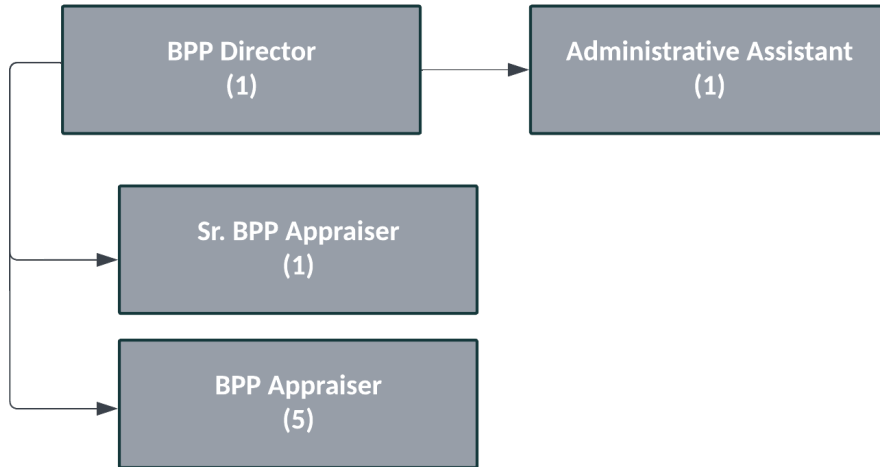 BPP Director
(1)
Administrative Assistant
(1)
Sr. BPP Appraiser
(1)
BPP Appraiser
(5)